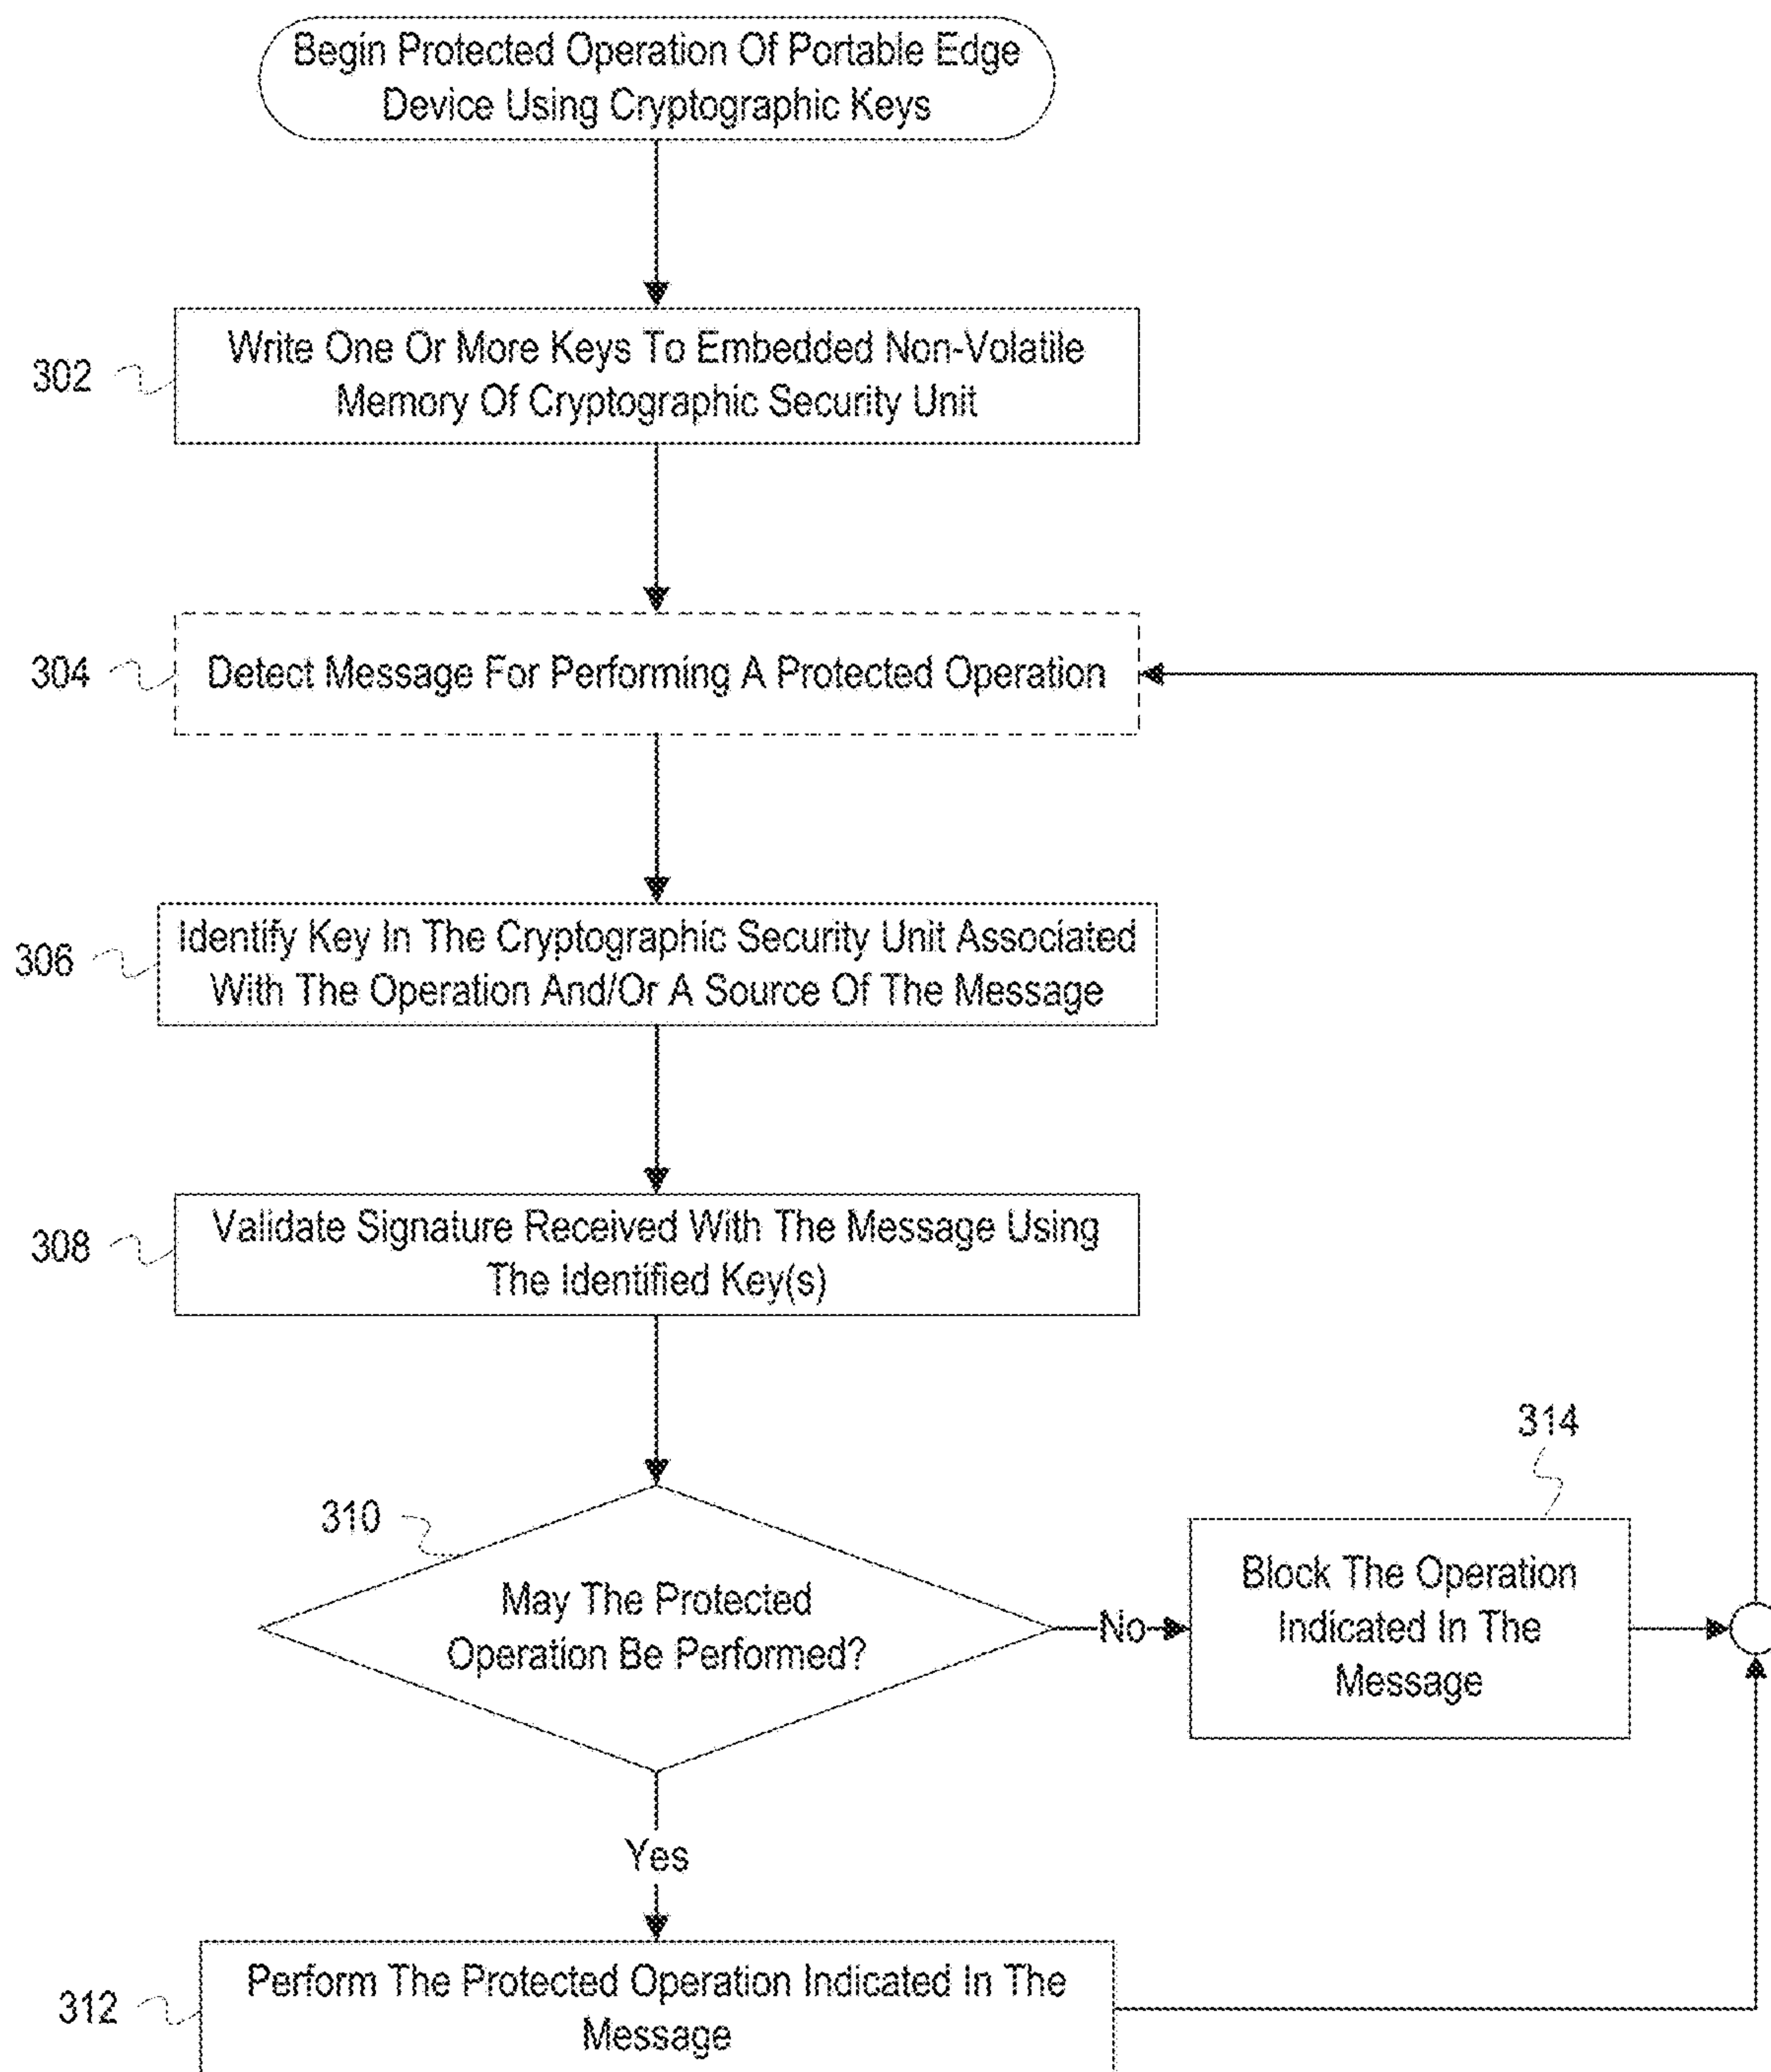 Begin Protected Operation Of Portable Edge
Device Using Cryptographic Keys
302
Write One Or More Keys To Embedded Non-Volatile
Memory Of Cryptographic Security Unit
304
Detect Message For Performing A Protected Operation
306
Identify Key In The Cryptographic Security Unit Associated
With The Operation And/Or A Source Of The Message
308
Validate Signature Received With The Message Using
The Identified Key(s)
310
May The Protected
Operation Be Performed?
No
314
Block The Operation
Indicated In The
Message
Yes
312
Perform The Protected Operation Indicated In The
Message